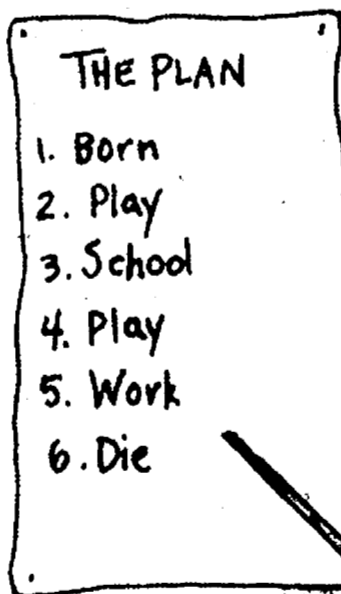 THE PLAN
1. Born
2. Play
3. School
4. Play
5. Work
6. Die